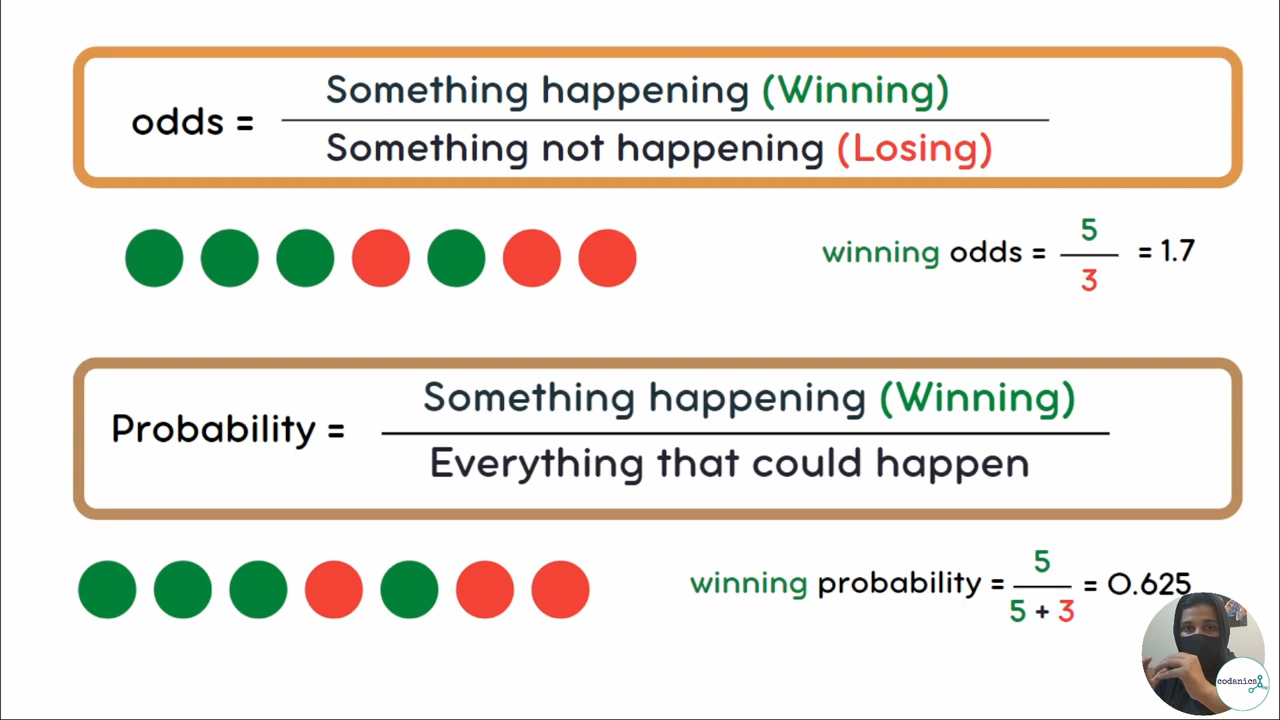 Something happening (Winning)
odds =
Something not happening (Losing)
winning odds = 5 / 3 = 1.7
Something happening (Winning)
Probability =
Everything that could happen
winning probability = 5 / 5 + 3 = 0.625
codanics